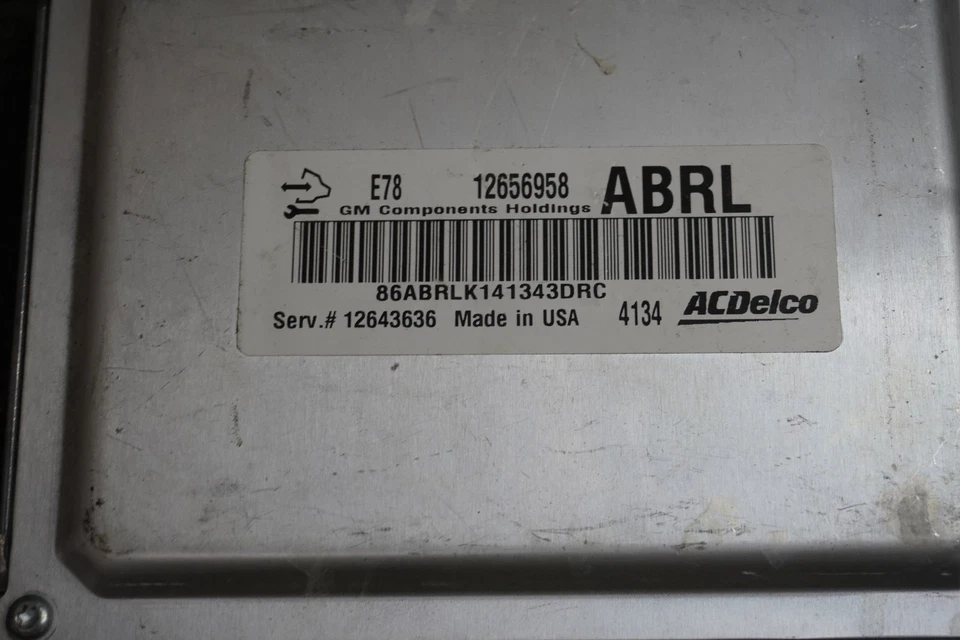 E78 12656958 ABRL
GM Components Holdings
86ABRLK141343DRC
Serv.# 12643636 Made in USA 4134 ACDelco